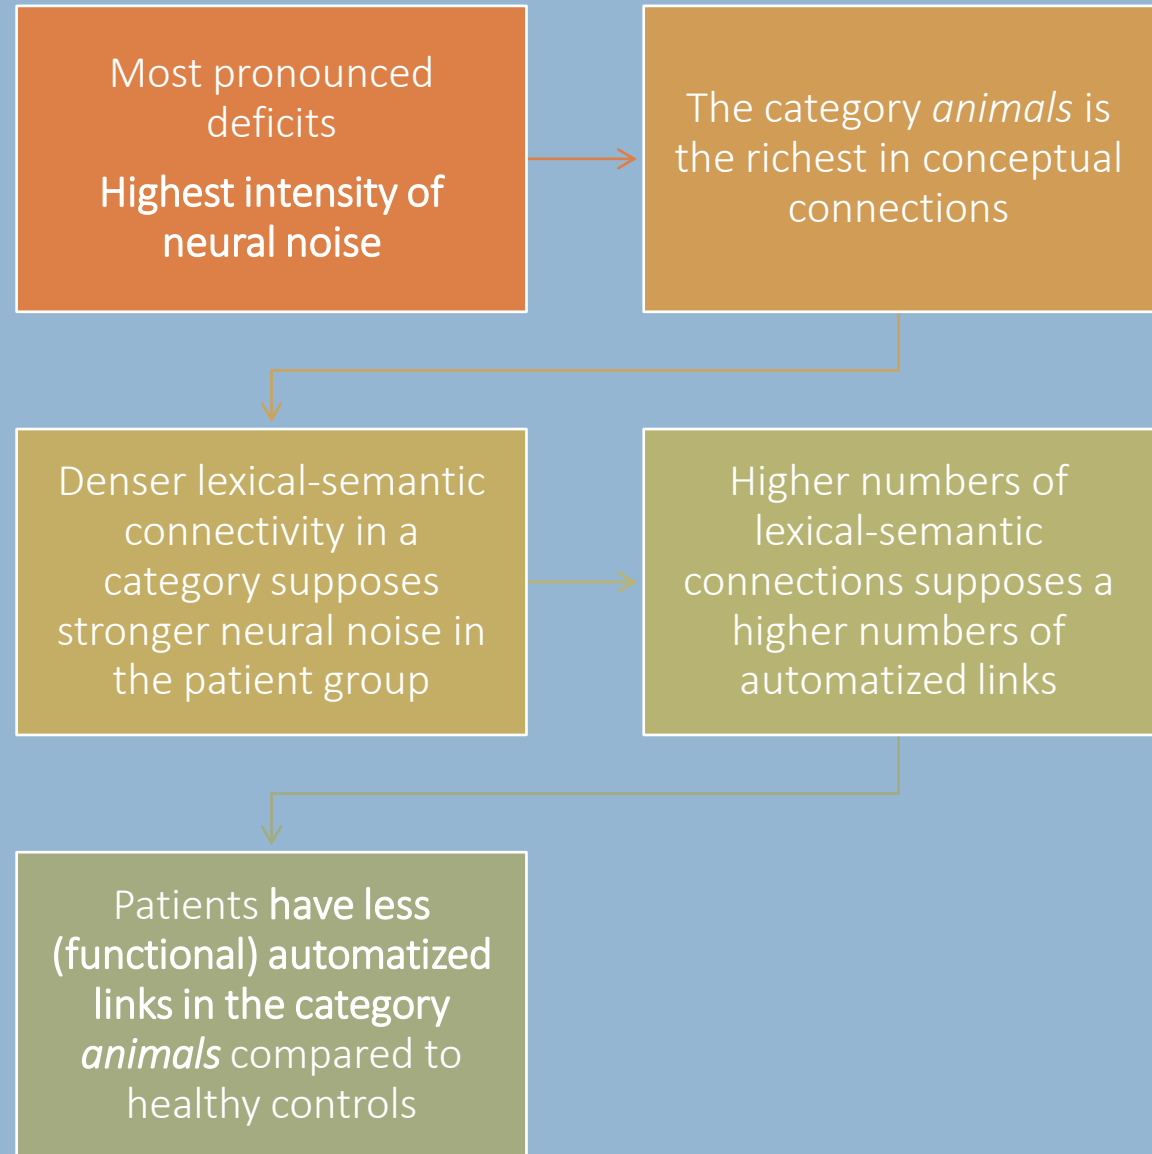 Most pronounced
deficits
Highest intensity of
neural noise
The category animals is
the richest in conceptual
connections
Denser lexical-semantic
connectivity in a
category supposes
stronger neural noise in
the patient group
Higher numbers of
lexical-semantic
connections supposes a
higher numbers of
automatized links
Patients have less
(functional) automatized
links in the category
animals compared to
healthy controls